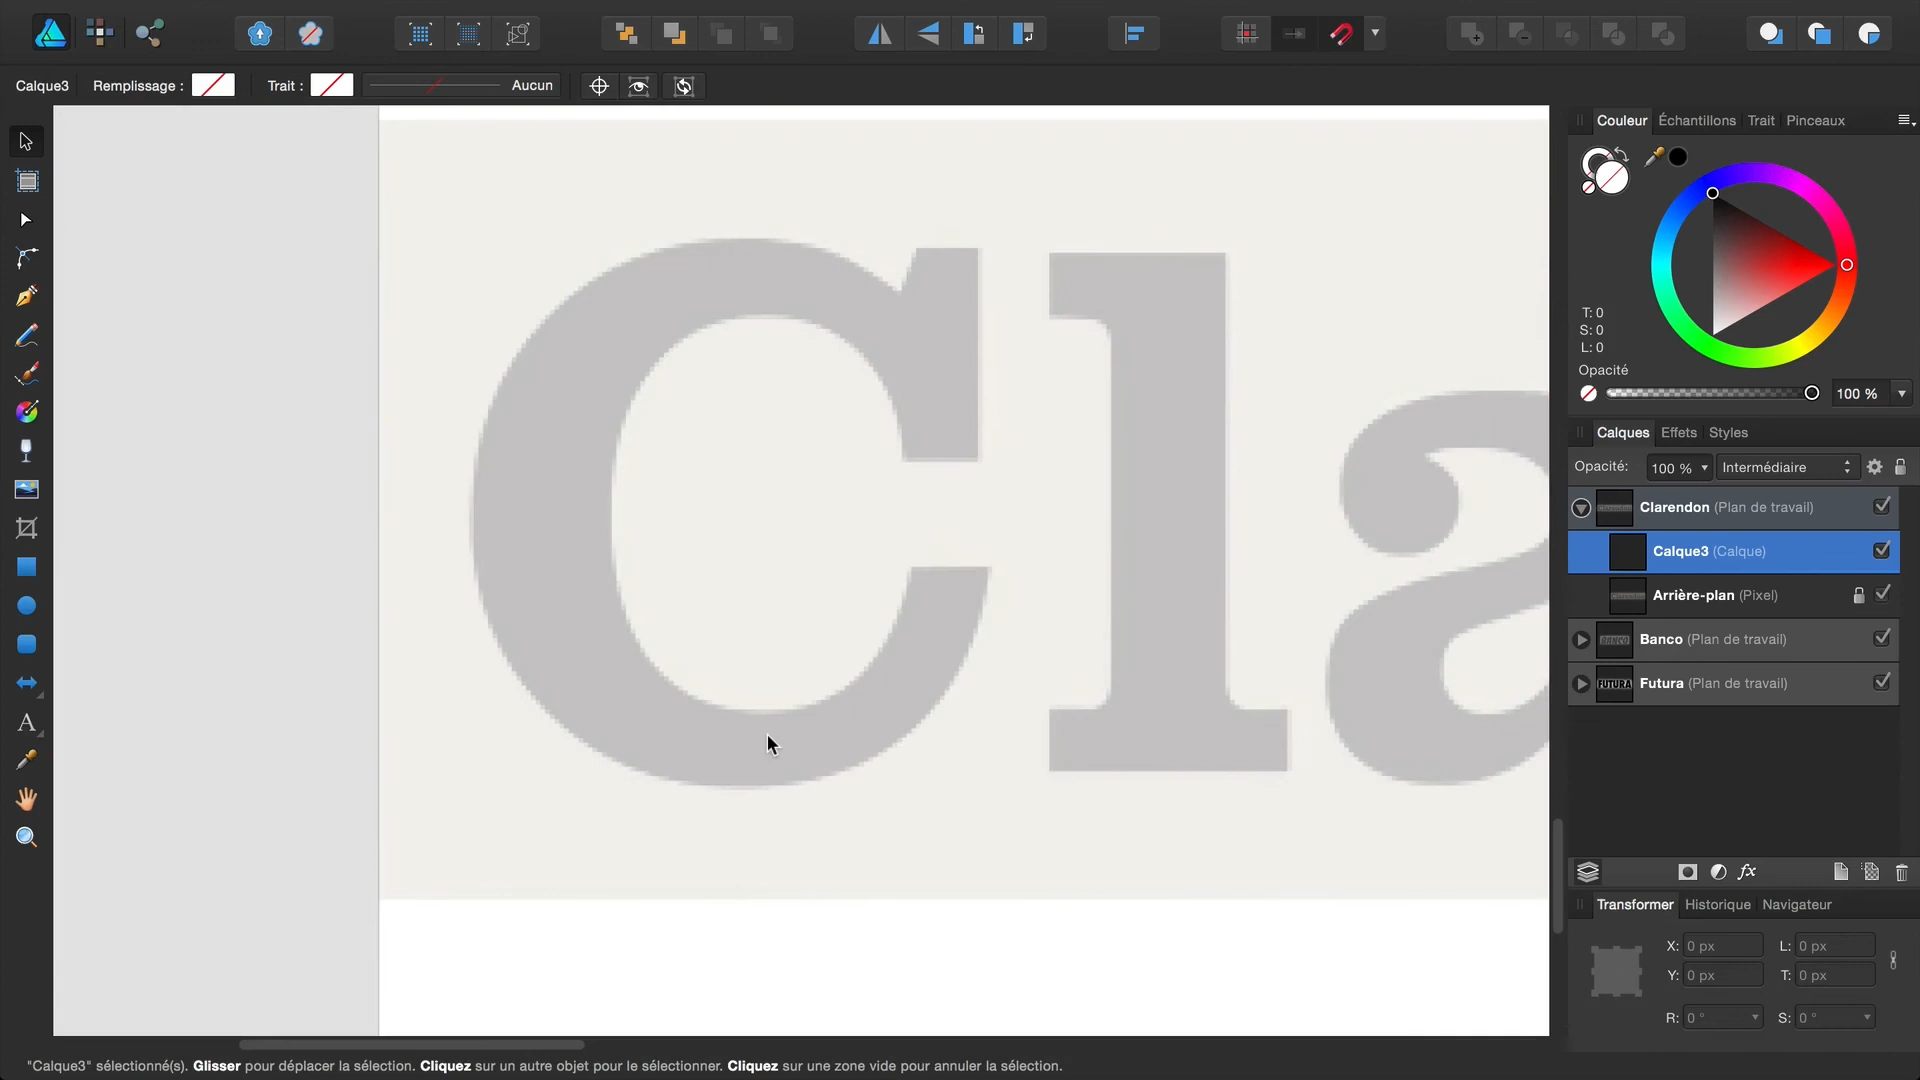 Calque3 Remplissage : Trait : Aucun
Couleur Échantillons Trait Pinceaux
T: 0
S: 0
L: 0
Opacité
100 %
Calques Effets Styles
Opacité: 100 % Intermédiaire
Clarendon (Plan de travail)
Calque3 (Calque)
Arrière-plan (Pixel)
BANCO Banco (Plan de travail)
FUTURA Futura (Plan de travail)
fx
Transformer Historique Navigateur
X: 0 px L: 0 px
Y: 0 px T: 0 px
R: 0 ° S: 0 °
A
Cla
"Calque3" sélectionné(s). Glisser pour déplacer la sélection. Cliquez sur un autre objet pour le sélectionner. Cliquez sur une zone vide pour annuler la sélection.